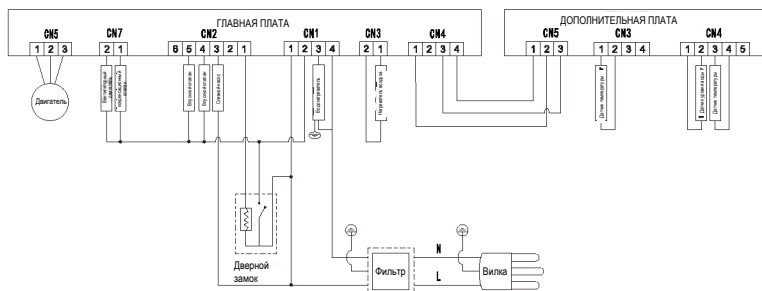 ГЛАВНАЯ ПЛАТА
ДОПОЛНИТЕЛЬНАЯ ПЛАТА
CN5
CN7
CN2
CN1
CN3
CN4
CN5
CN3
CN4
1 2 3
2 1
6 5 4 3 2 1
1 2 3 4
2 1
1 2 3 4
1 2 3
1 2 3 4
1 2 3 4 5
Двигатель
Впускной клапан
Впускной клапан
Сливной насос
Водонагреватель
Нагреватель воздуха
Датчик температуры
Датчик уровня воды
Датчик температуры
Дверной
замок
Фильтр
N
L
Вилка